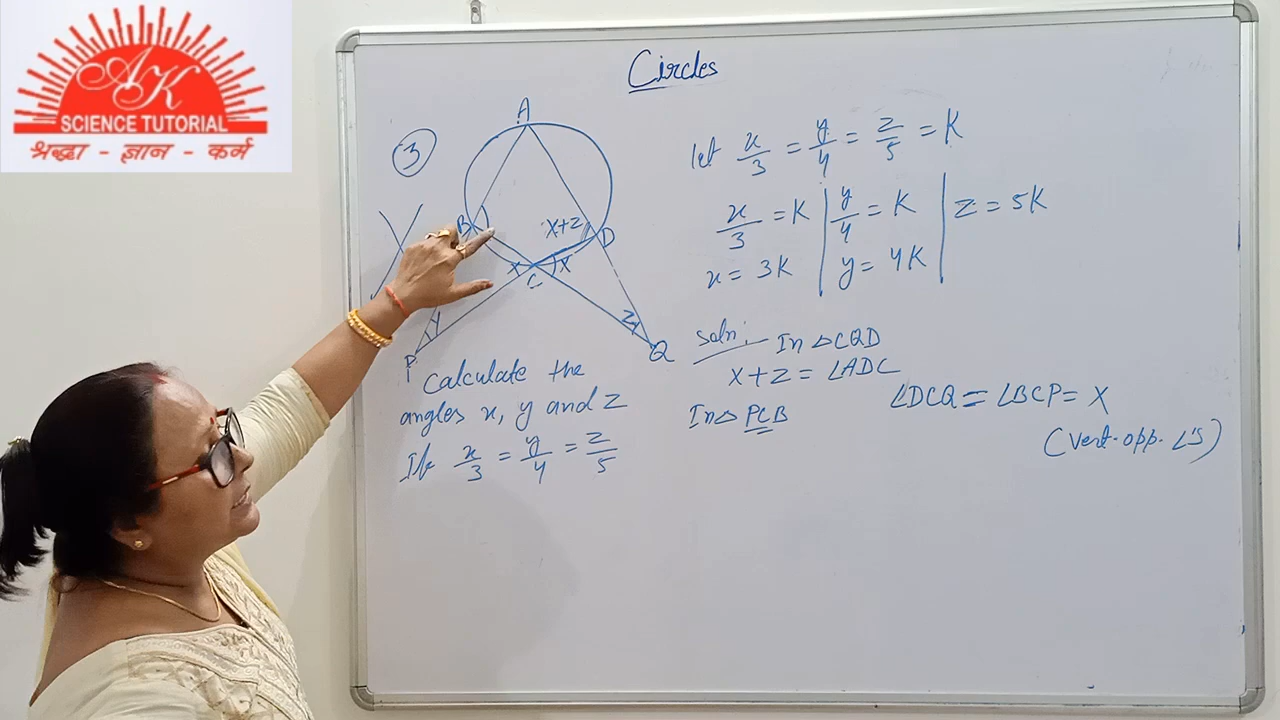 AK
SCIENCE TUTORIAL
श्रद्धा - ज्ञान - कर्म
Circles
3
A
B
x+z
D
x
x
C
y
z
P
Q
Calculate the
angles x, y and z
If x/3 = y/4 = z/5
let x/3 = y/4 = z/5 = K
x/3 = K | y/4 = K | z = 5K
x = 3K | y = 4K
Soln: In △CQD
x+z = ∠ADC
In △ PCB
∠DCQ = ∠BCP = x
(Vert. opp. ∠'s)